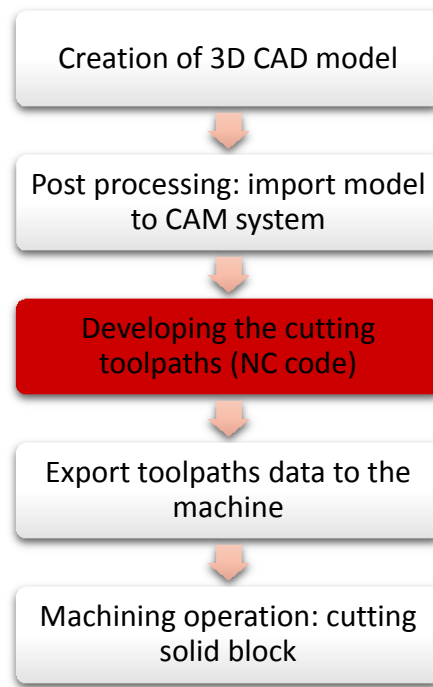 Creation of 3D CAD model
Post processing: import model
to CAM system
Developing the cutting
toolpaths (NC code)
Export toolpaths data to the
machine
Machining operation: cutting
solid block